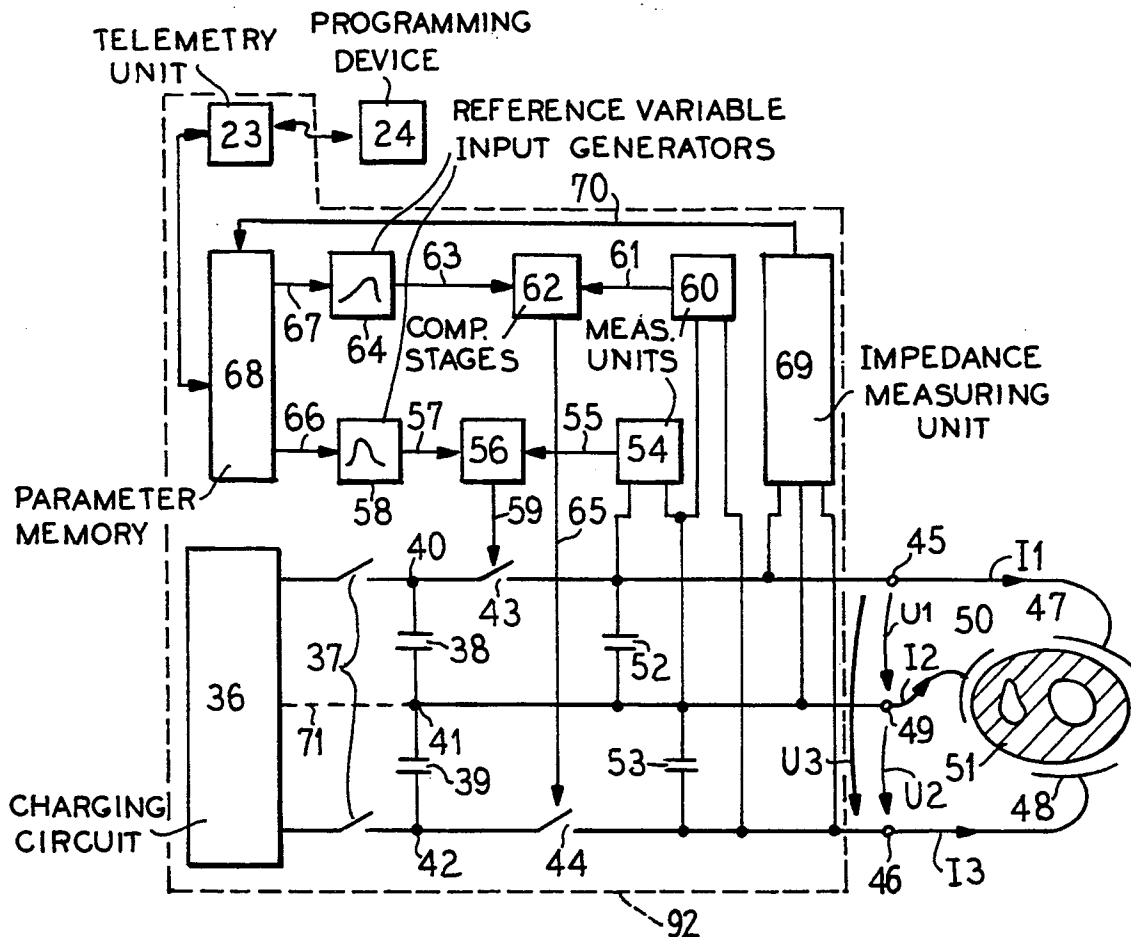 TELEMETRY
UNIT
PROGRAMMING
DEVICE
REFERENCE VARIABLE
INPUT GENERATORS
23
24
70
67
64
63
62
61
60
COMP.
STAGES
MEAS.
UNITS
68
69
IMPEDANCE
MEASURING
UNIT
66
58
57
56
55
54
59
65
PARAMETER
MEMORY
40
43
45
I1
47
37
38
52
U1
50
I2
36
71
41
49
39
53
U3
51
U2
48
CHARGING
CIRCUIT
42
44
46
I3
92